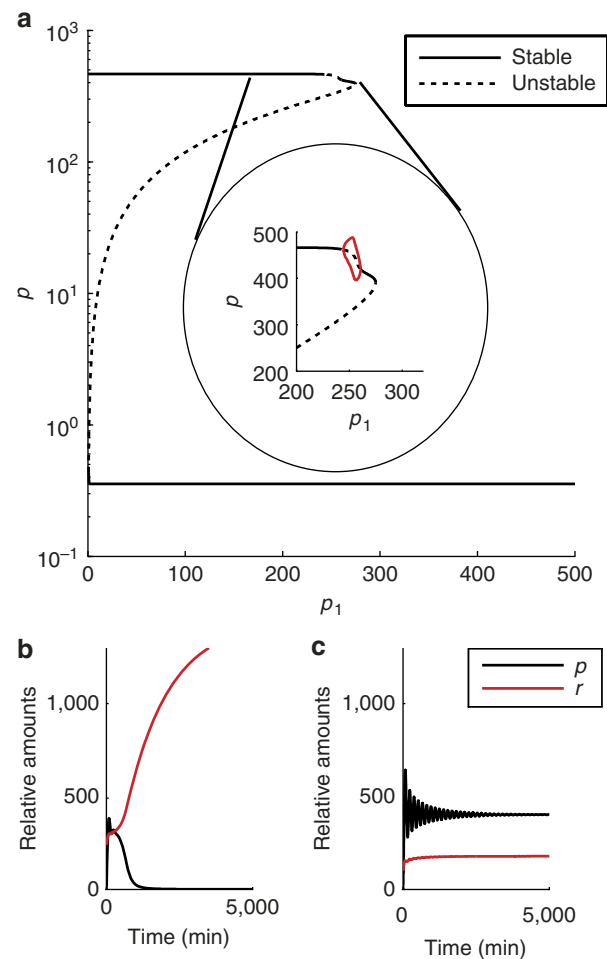 a
Stable
Unstable
10³
10²
10¹
10⁰
10⁻¹
p
0
100
200
300
400
500
p₁
500
400
300
200
p
200
250
300
p₁
b
1,000
500
0
Relative amounts
0
5,000
Time (min)
c
p
r
1,000
500
0
Relative amounts
0
5,000
Time (min)